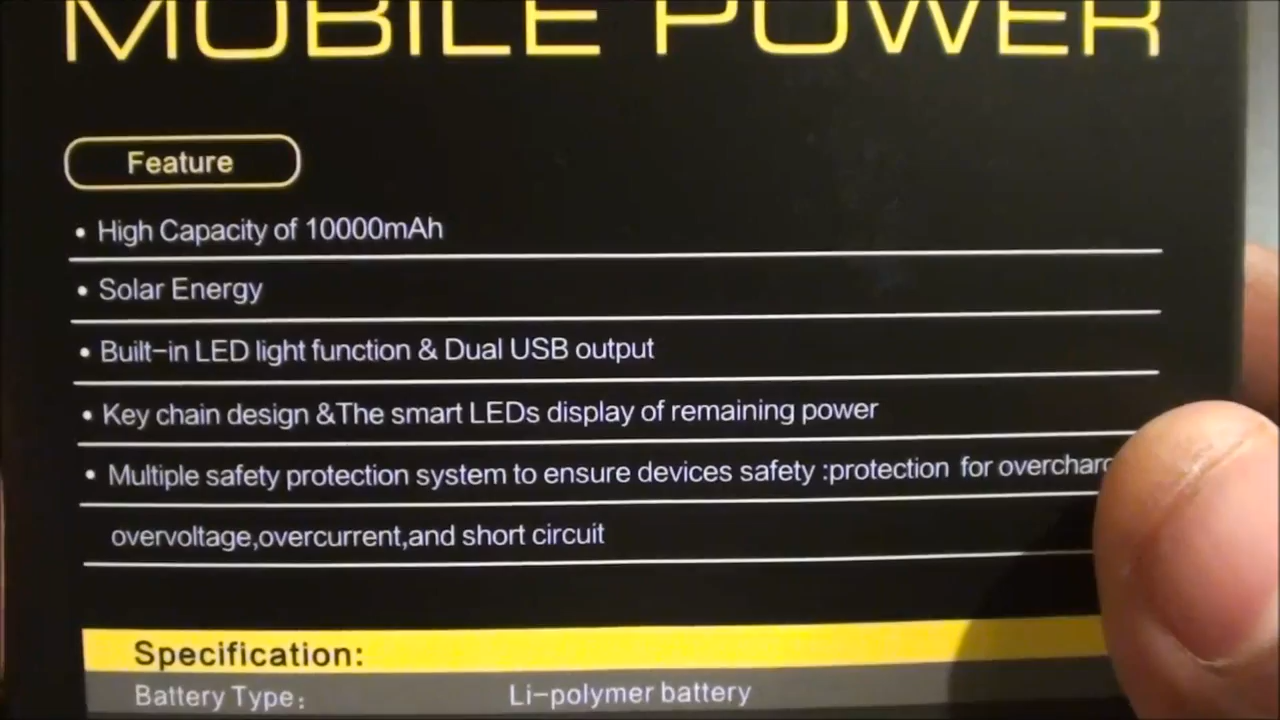 MOBILE POWER
Feature
• High Capacity of 10000mAh
• Solar Energy
• Built-in LED light function & Dual USB output
• Key chain design &The smart LEDs display of remaining power
• Multiple safety protection system to ensure devices safety :protection for
overvoltage,overcurrent,and short circuit
Specification:
Battery Type: Li-polymer battery